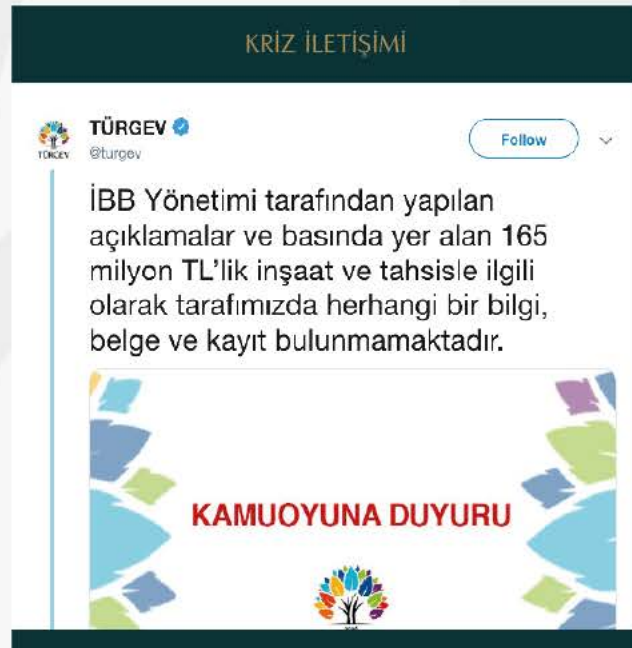 KRİZ İLETİŞİMİ
TÜRGEV
@turgev
Follow
TÜRGEV
İBB Yönetimi tarafından yapılan
açıklamalar ve basında yer alan 165
milyon TL’lik inşaat ve tahsisle ilgili
olarak tarafımızda herhangi bir bilgi,
belge ve kayıt bulunmamaktadır.
KAMUOYUNA DUYURU